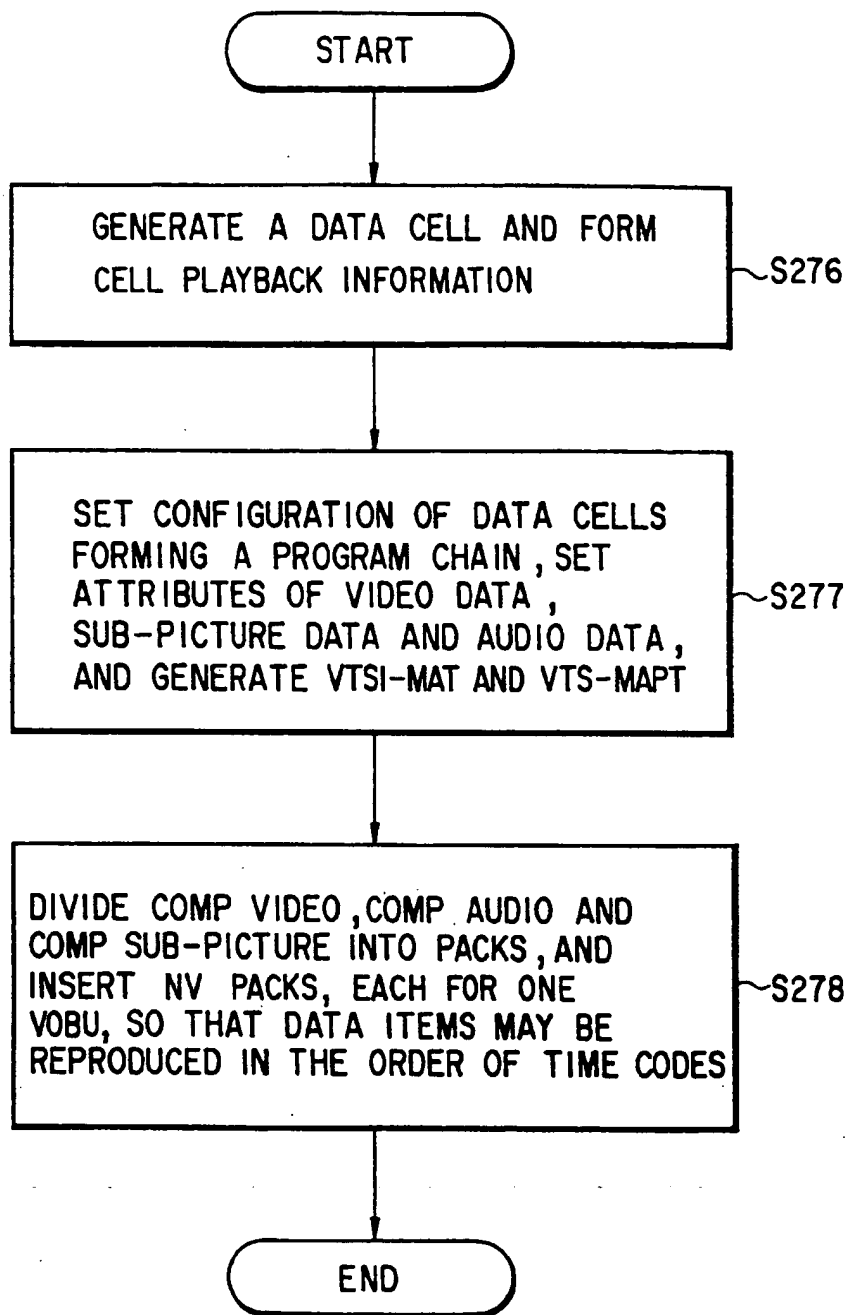 START
GENERATE A DATA CELL AND FORM
CELL PLAYBACK INFORMATION
S276
SET CONFIGURATION OF DATA CELLS
FORMING A PROGRAM CHAIN, SET
ATTRIBUTES OF VIDEO DATA,
SUB-PICTURE DATA AND AUDIO DATA,
AND GENERATE VTSI-MAT AND VTS-MAPT
S277
DIVIDE COMP VIDEO, COMP AUDIO AND
COMP SUB-PICTURE INTO PACKS, AND
INSERT NV PACKS, EACH FOR ONE
VOBU, SO THAT DATA ITEMS MAY BE
REPRODUCED IN THE ORDER OF TIME CODES
S278
END